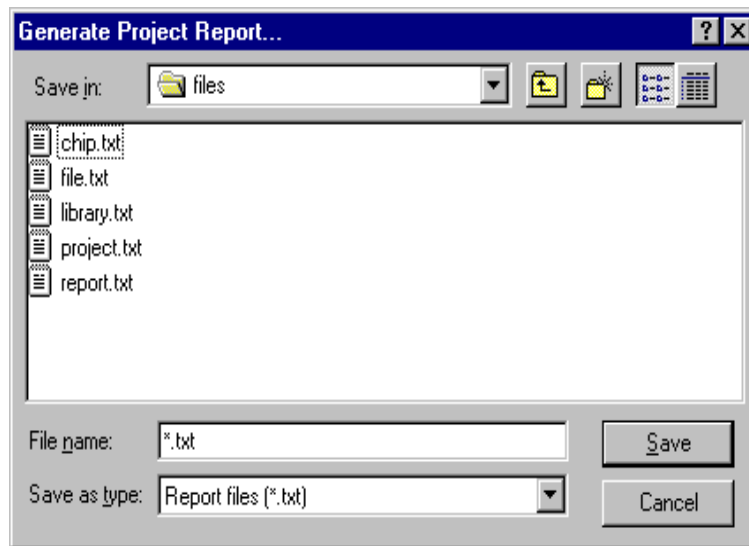 Generate Project Report...
Save in: files
chip.txt
file.txt
library.txt
project.txt
report.txt
File name: *.txt Save
Save as type: Report files (*.txt) Cancel